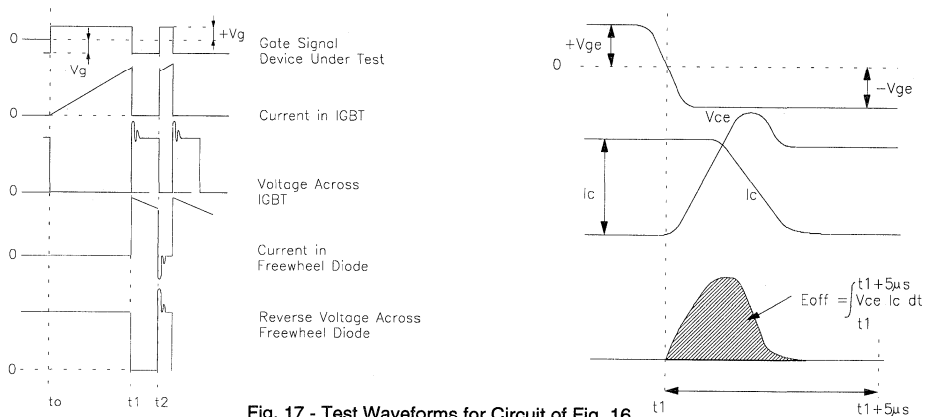 0
+Vg
Vg
Gate Signal
Device Under Test
0
Current in IGBT
0
Voltage Across
IGBT
0
Current in
Freewheel Diode
Reverse Voltage Across
Freewheel Diode
0
to
t1
t2
+Vge
0
-Vge
Vce
Ic
Ic
Eoff = ∫ t1+5μs
Vce Ic dt
t1
t1
t1+5μs
Fig. 17 - Test Waveforms for Circuit of Fig. 16